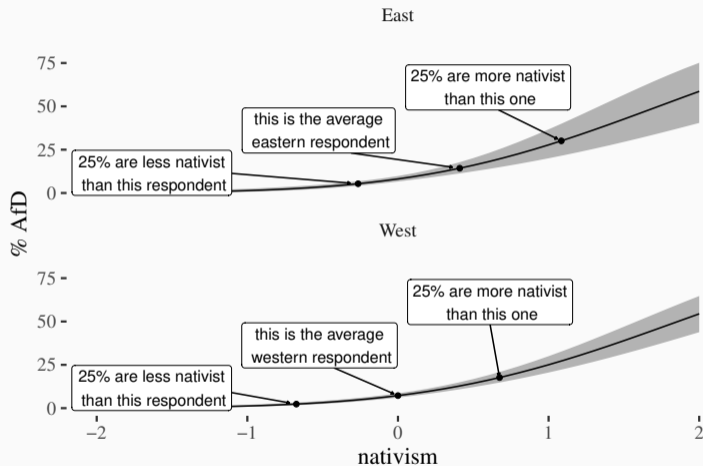 East
75
50
25
0
25% are more nativist
than this one
this is the average
eastern respondent
25% are less nativist
than this respondent
% AfD
West
75
50
25
0
25% are more nativist
than this one
this is the average
western respondent
25% are less nativist
than this respondent
−2
−1
0
1
2
nativism